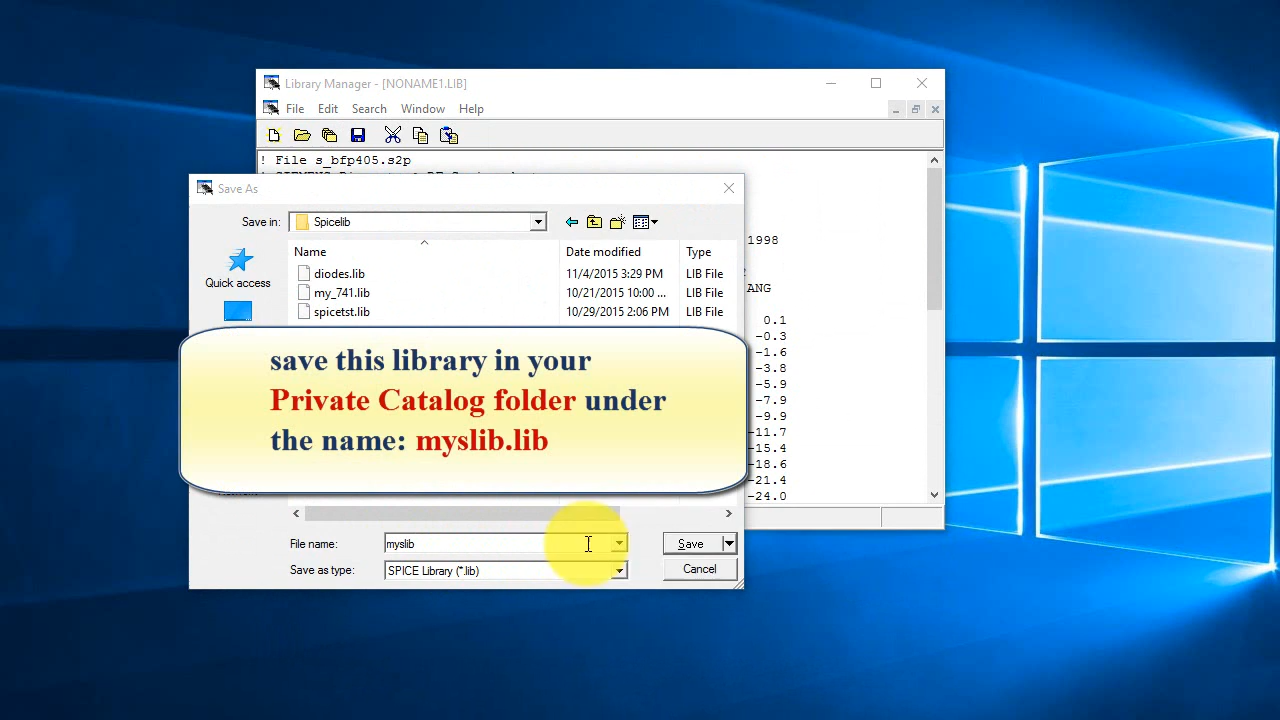 Library Manager - [NONAME1.LIB]
File Edit Search Window Help
! File s_bfp405.s2p
Save As
Save in: Spicelib
1998
Name Date modified Type
Quick access
diodes.lib 11/4/2015 3:29 PM LIB File
ANG
my_741.lib 10/21/2015 10:00 ... LIB File
spicetst.lib 10/29/2015 2:06 PM LIB File
0.1
-0.3
-1.6
-3.8
-5.9
-7.9
-9.9
-11.7
-15.4
-18.6
-21.4
-24.0
save this library in your
Private Catalog folder under
the name: myslib.lib
File name: myslib Save
Save as type: SPICE Library (*.lib) Cancel